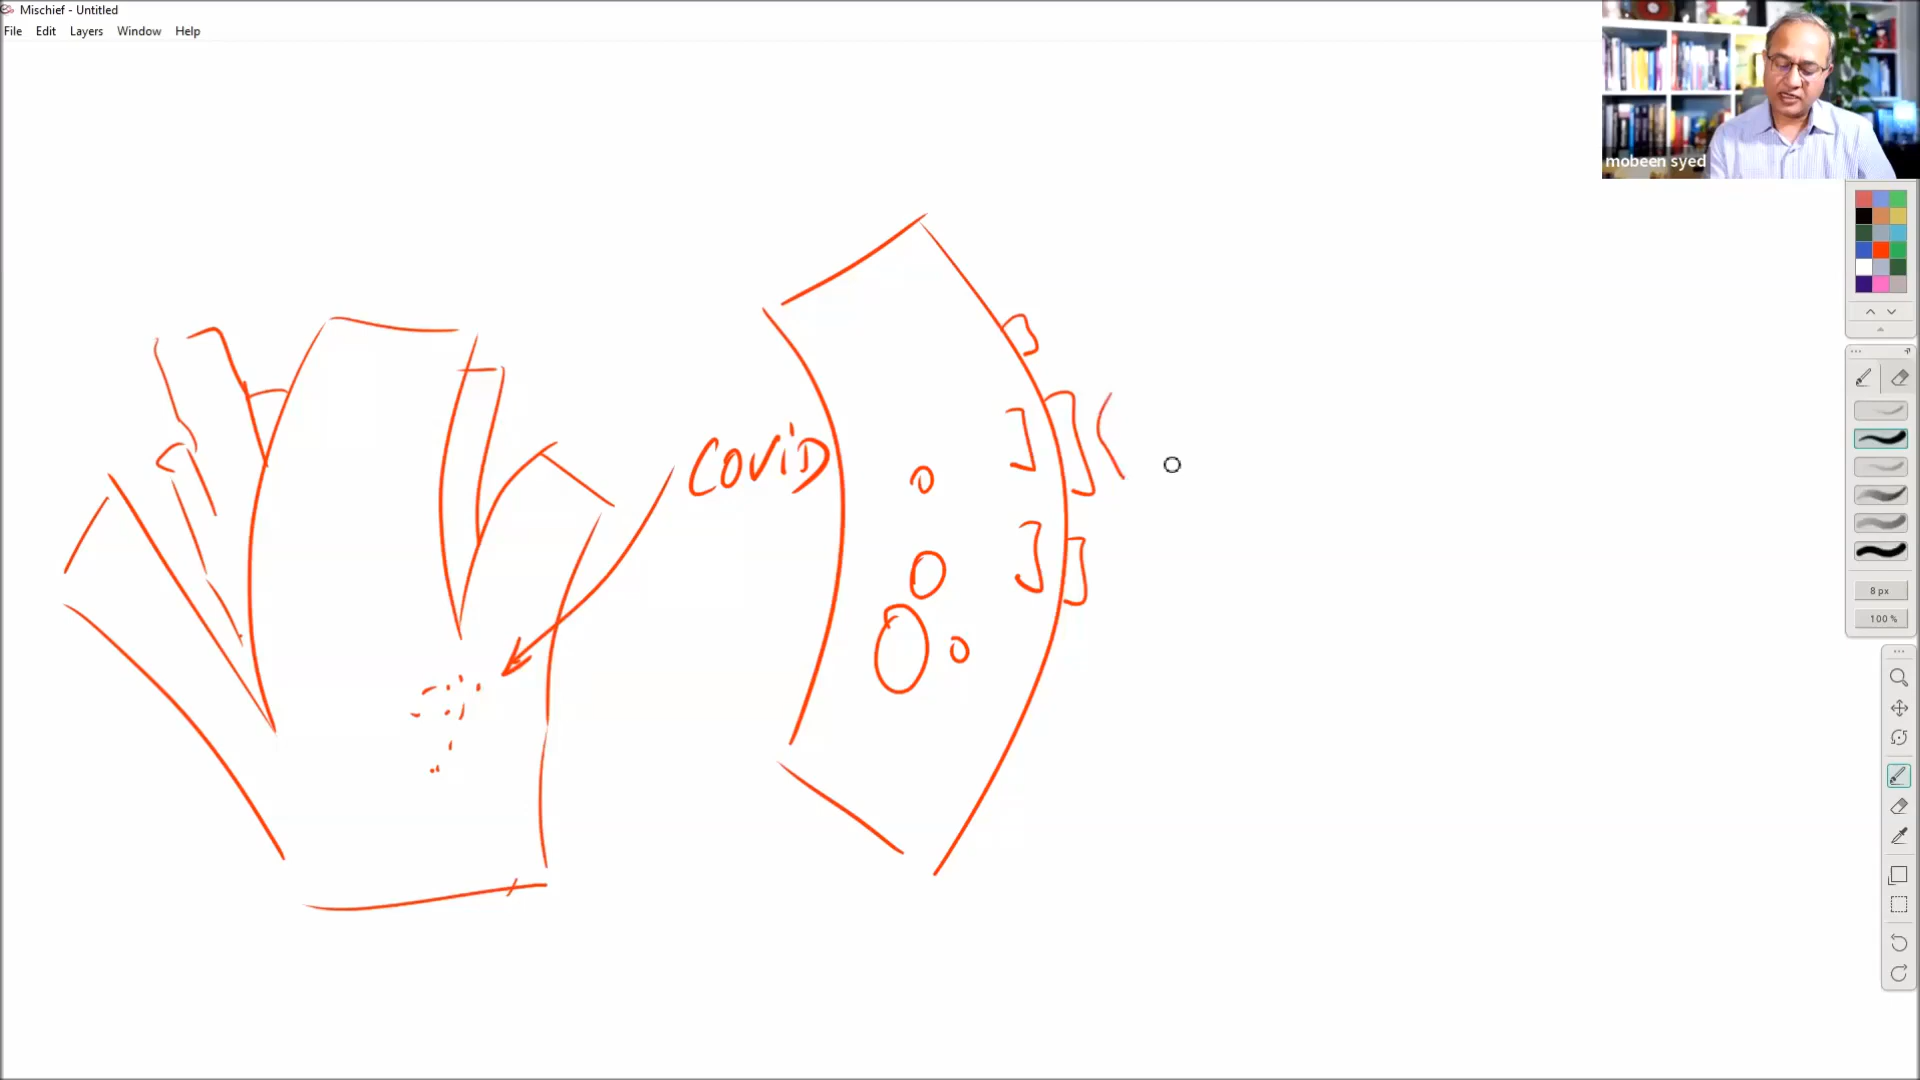 Mischief - Untitled
File Edit Layers Window Help
mobeen syed
COVID
8 px
100 %